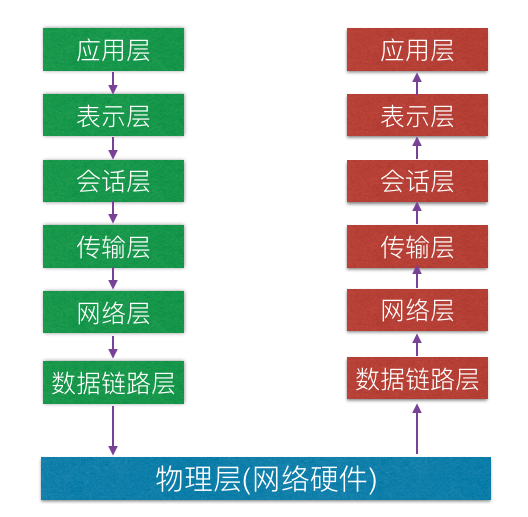 应用层
表示层
会话层
传输层
网络层
数据链路层
应用层
表示层
会话层
传输层
网络层
数据链路层
物理层(网络硬件)